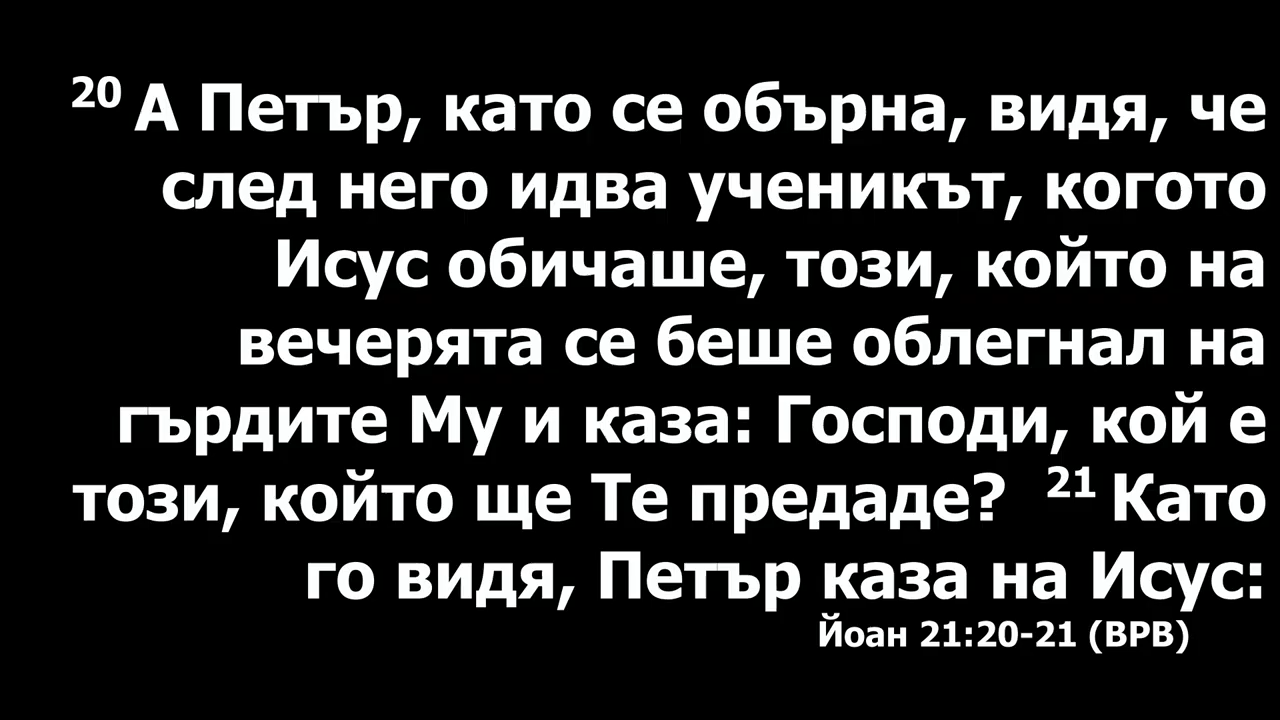 20 А Петър, като се обърна, видя, че
след него идва ученикът, когото
Исус обичаше, този, който на
вечерята се беше облегнал на
гърдите Му и каза: Господи, кой е
този, който ще Те предаде? 21 Като
го видя, Петър каза на Исус:
Йоан 21:20-21 (ВРВ)